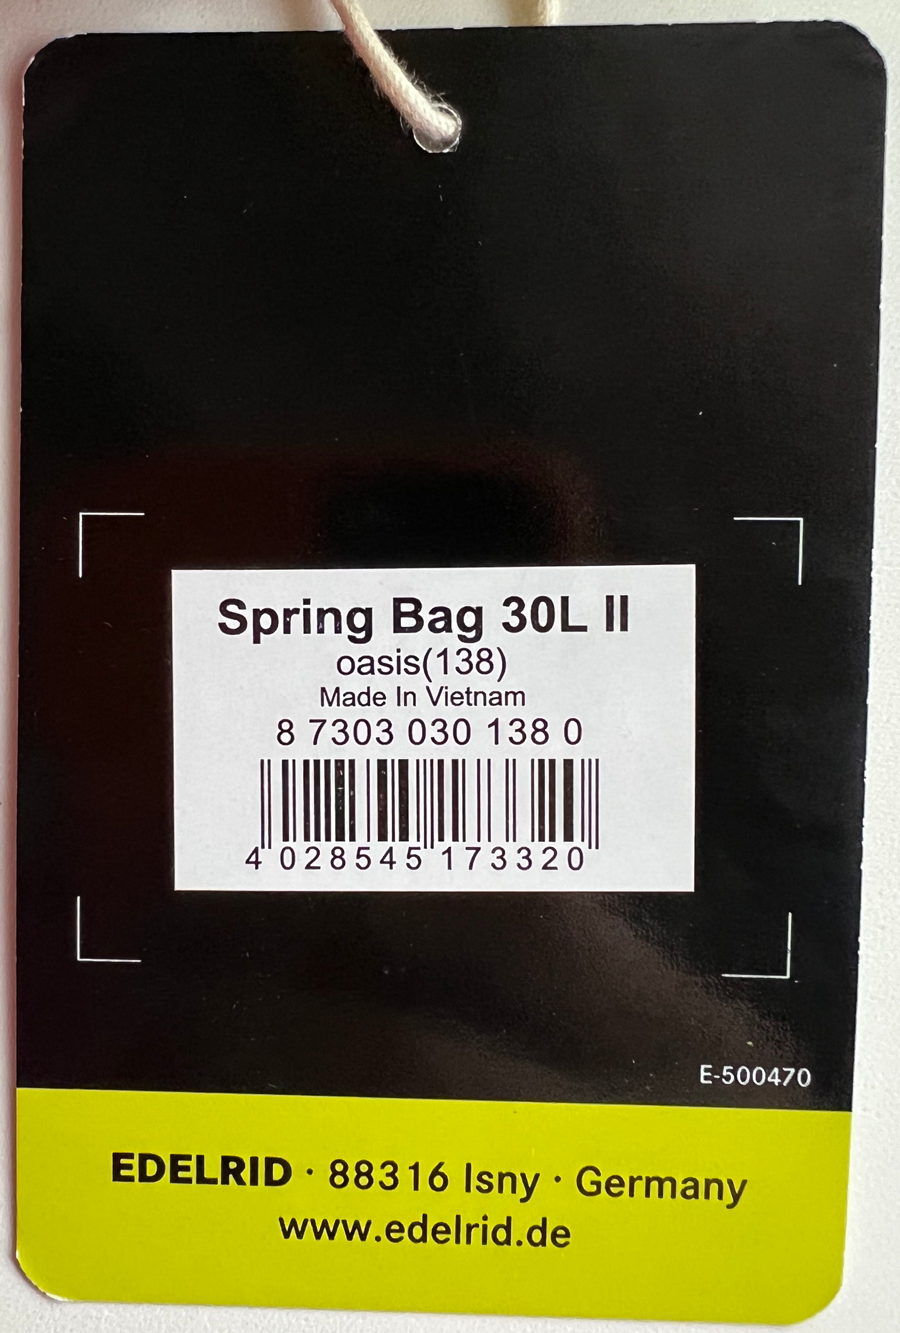 Spring Bag 30L II
oasis(138)
Made In Vietnam
8 7303 030 138 0
4 028545 173320
E-500470
EDELRID · 88316 Isny · Germany
www.edelrid.de